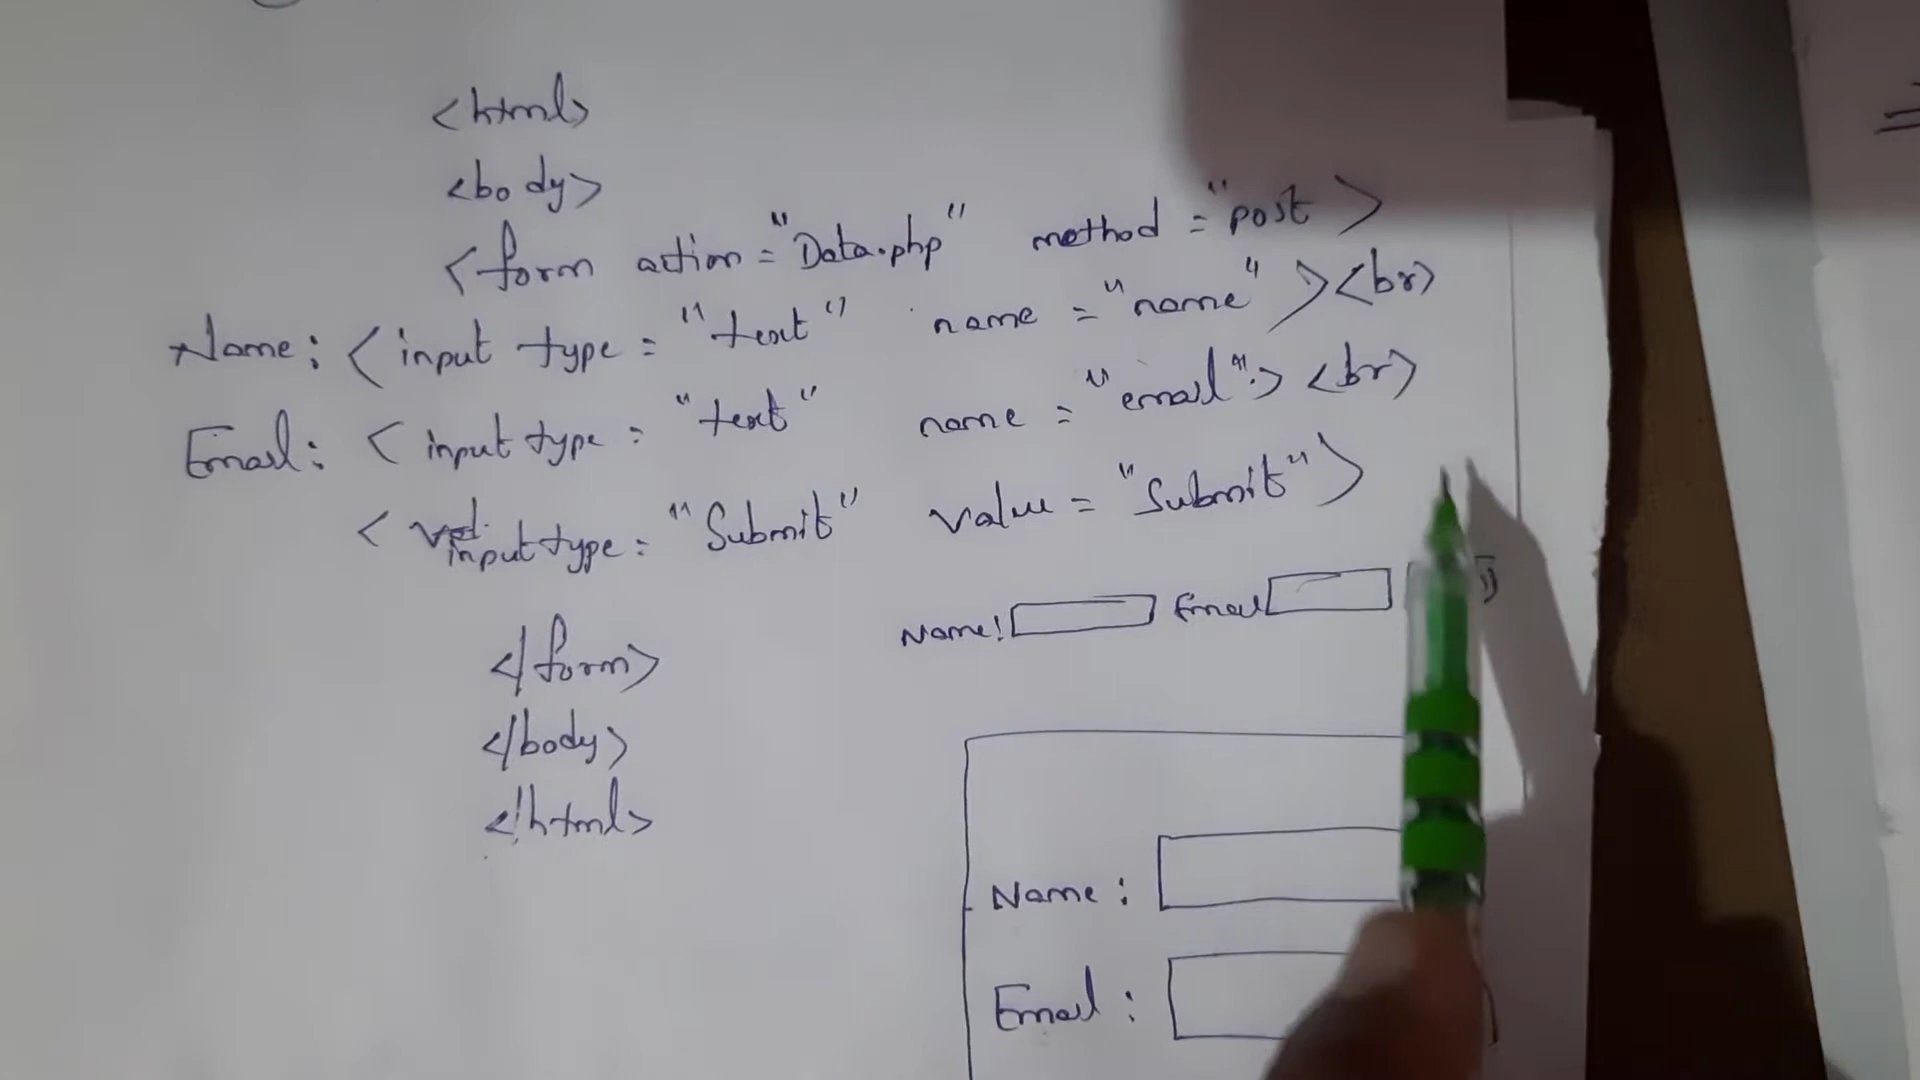 <html>
<body>
<form action="Data.php" method="post>
Name: <input type="text" name="name"><br>
Email: <input type="text" name="email"><br>
<input type="Submit" value="Submit">
Name: Email
</form>
</body>
</html>
Name:
Email: